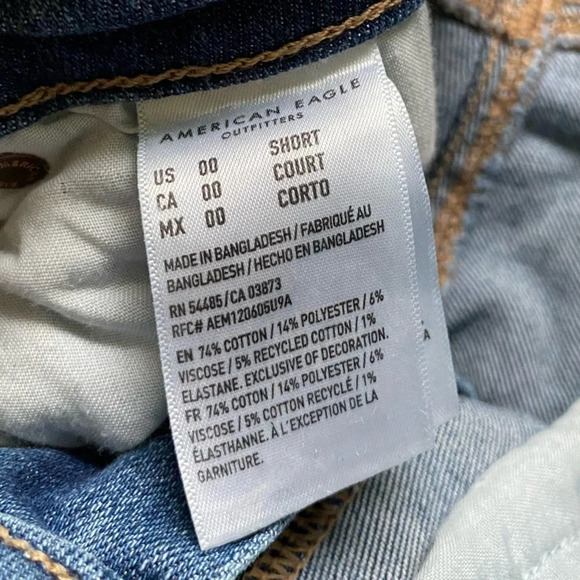 AMERICAN EAGLE
OUTFITTERS
US 00 SHORT
CA 00 COURT
MX 00 CORTO
MADE IN BANGLADESH / FABRIQUÉ AU
BANGLADESH / HECHO EN BANGLADESH
RN 54485 / CA 03873
RFC# AEM120605U9A
EN 74% COTTON / 14% POLYESTER / 6%
VISCOSE / 5% RECYCLED COTTON / 1%
ELASTANE. EXCLUSIVE OF DECORATION.
FR 74% COTON / 14% POLYESTER / 6%
VISCOSE / 5% COTTON RECYCLÉ / 1%
ÉLASTHANNE. À L'EXCEPTION DE LA
GARNITURE.